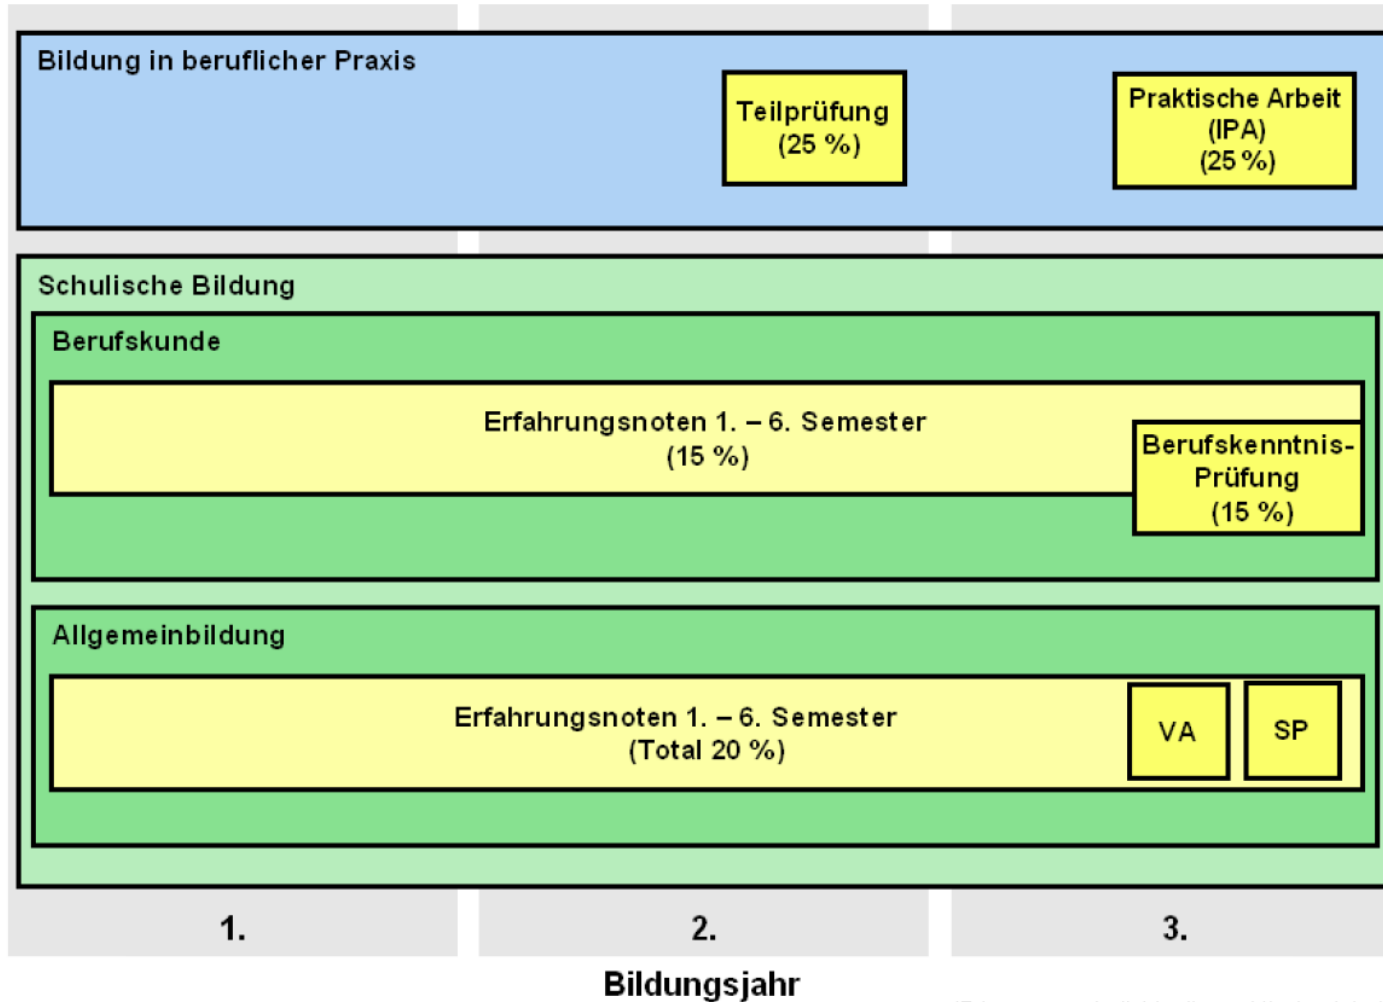 Bildung in beruflicher Praxis
Teilprüfung
(25 %)
Praktische Arbeit
(IPA)
(25 %)
Schulische Bildung
Berufskunde
Erfahrungsnoten 1. – 6. Semester
(15 %)
Berufskenntnis-
Prüfung
(15 %)
Allgemeinbildung
Erfahrungsnoten 1. – 6. Semester
(Total 20 %)
VA
SP
1.
2.
3.
Bildungsjahr